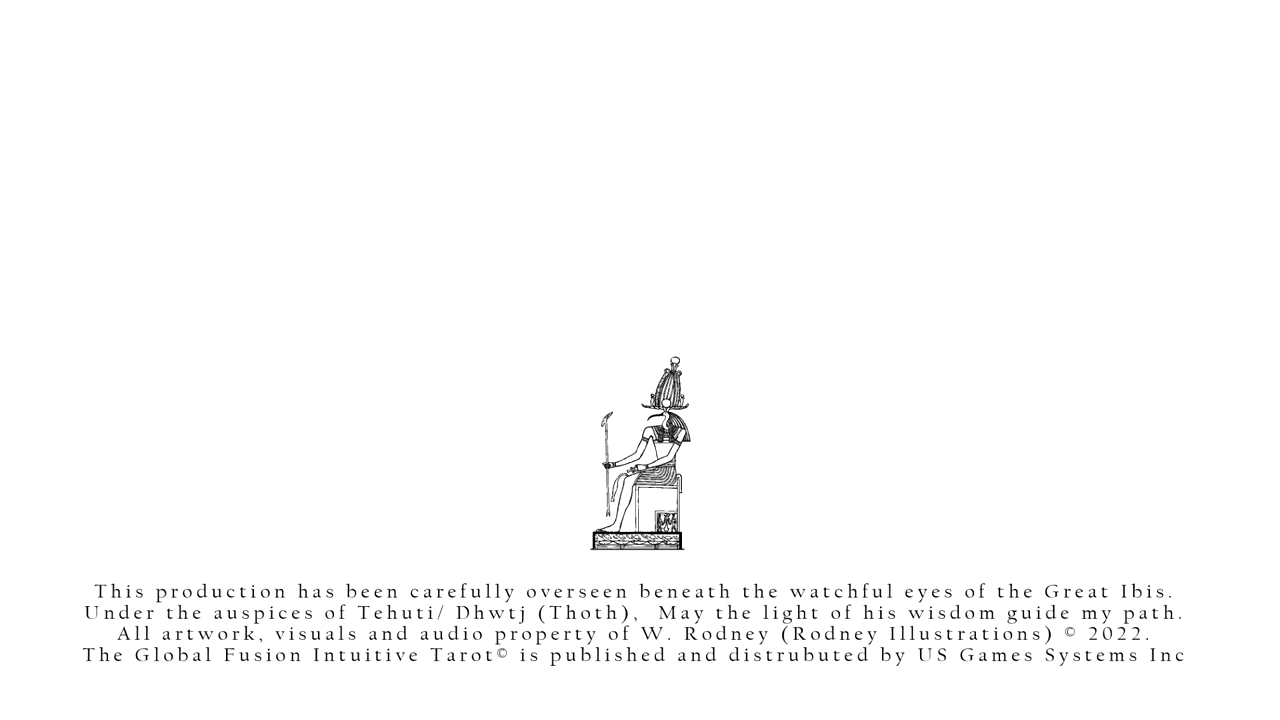 This production has been carefully overseen beneath the watchful eyes of the Great Ibis.
Under the auspices of Tehuti/ Dhwtj (Thoth),  May the light of his wisdom guide my path.
All artwork, visuals and audio property of W. Rodney (Rodney Illustrations) © 2022.
The Global Fusion Intuitive Tarot© is published and distrubuted by US Games Systems Inc